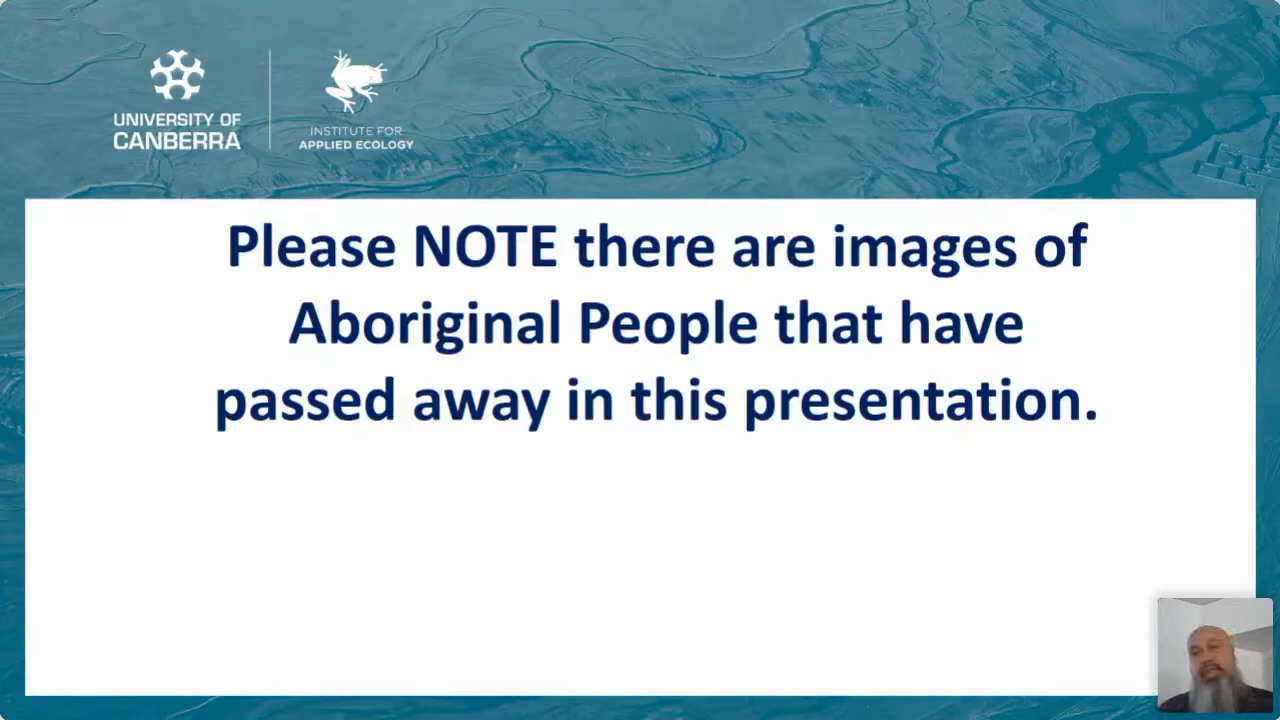 UNIVERSITY OF
CANBERRA
INSTITUTE FOR
APPLIED ECOLOGY
Please NOTE there are images of
Aboriginal People that have
passed away in this presentation.